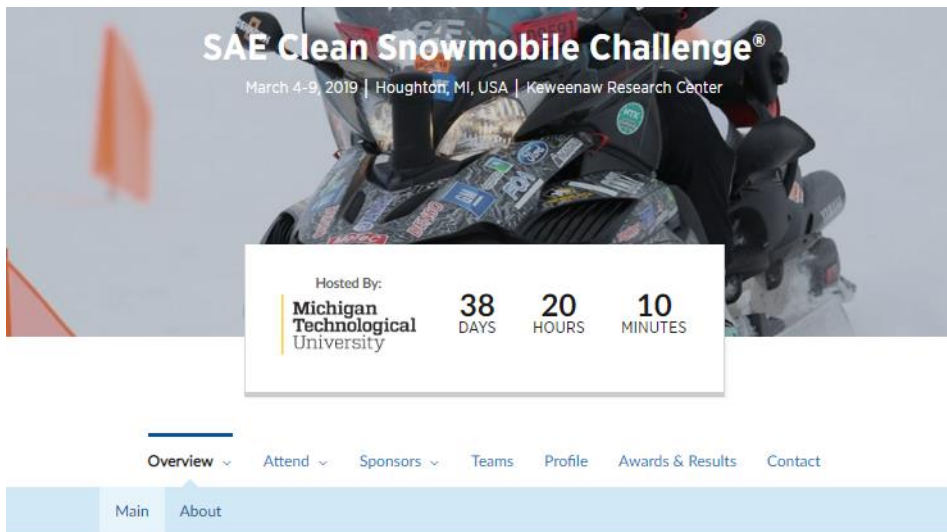 SAE Clean Snowmobile Challenge®
March 4-9, 2019 | Houghton, MI, USA | Keweenaw Research Center
Hosted By:
Michigan
Technological
University
38 20 10
DAYS HOURS MINUTES
Overview Attend Sponsors Teams Profile Awards & Results Contact
Main About